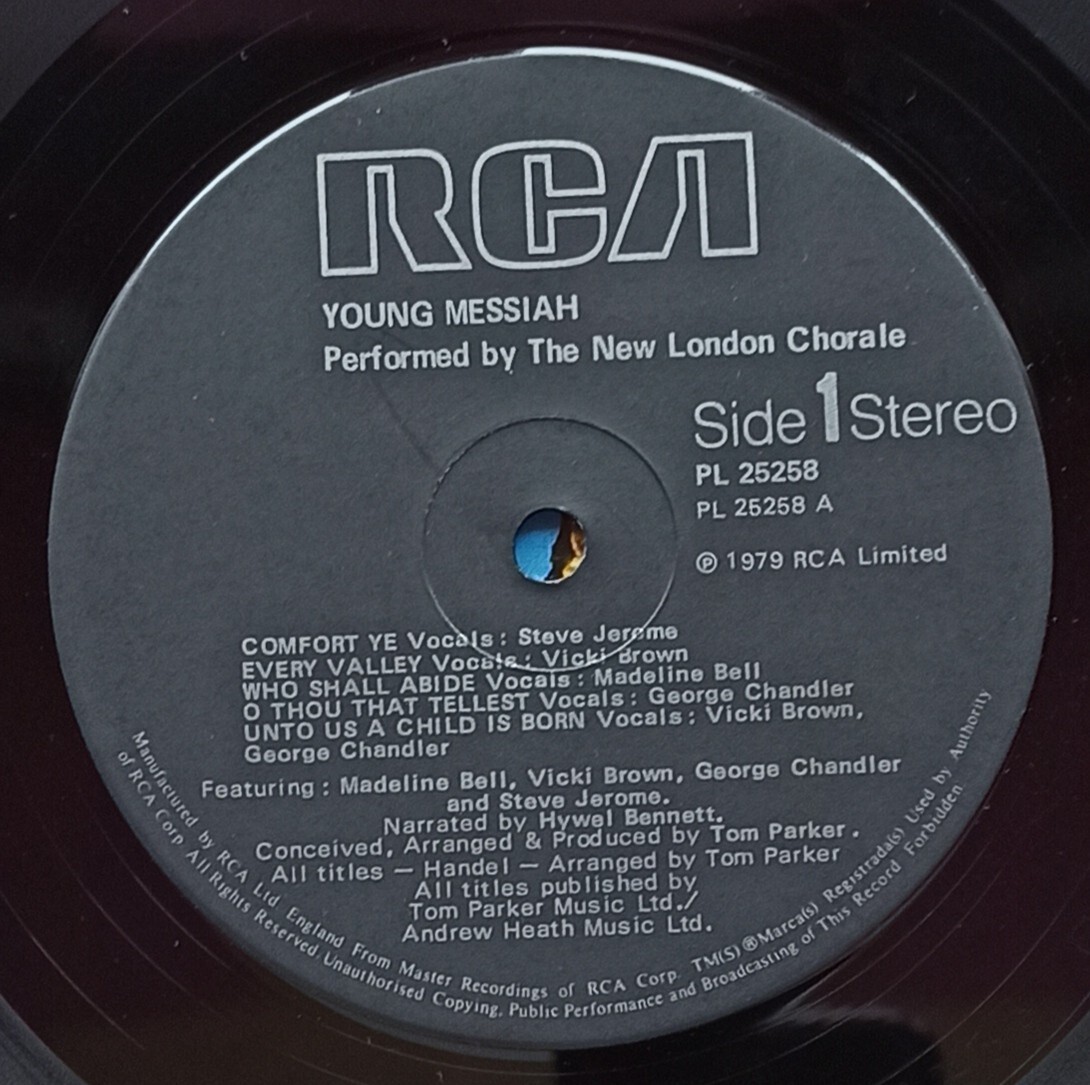 RCA
YOUNG MESSIAH
Performed by The New London Chorale
Side 1 Stereo
PL 25258
PL 25258 A
℗ 1979 RCA Limited
COMFORT YE Vocals : Steve Jerome
EVERY VALLEY Vocals : Vicki Brown
WHO SHALL ABIDE Vocals : Madeline Bell
O THOU THAT TELLEST Vocals : George Chandler
UNTO US A CHILD IS BORN Vocals : Vicki Brown,
George Chandler
Featuring : Madeline Bell, Vicki Brown, George Chandler
and Steve Jerome.
Narrated by Hywel Bennett.
Conceived, Arranged & Produced by Tom Parker.
All titles — Handel — Arranged by Tom Parker
All titles published by
Tom Parker Music Ltd./
Andrew Heath Music Ltd.
Manufactured by RCA Ltd England From Master Recordings of RCA Corp. TM(S) ® Marca(s) Registrada(s) Used by Authority
of RCA Corp All Rights Reserved Unauthorised Copying, Public Performance and Broadcasting of This Record Forbidden.